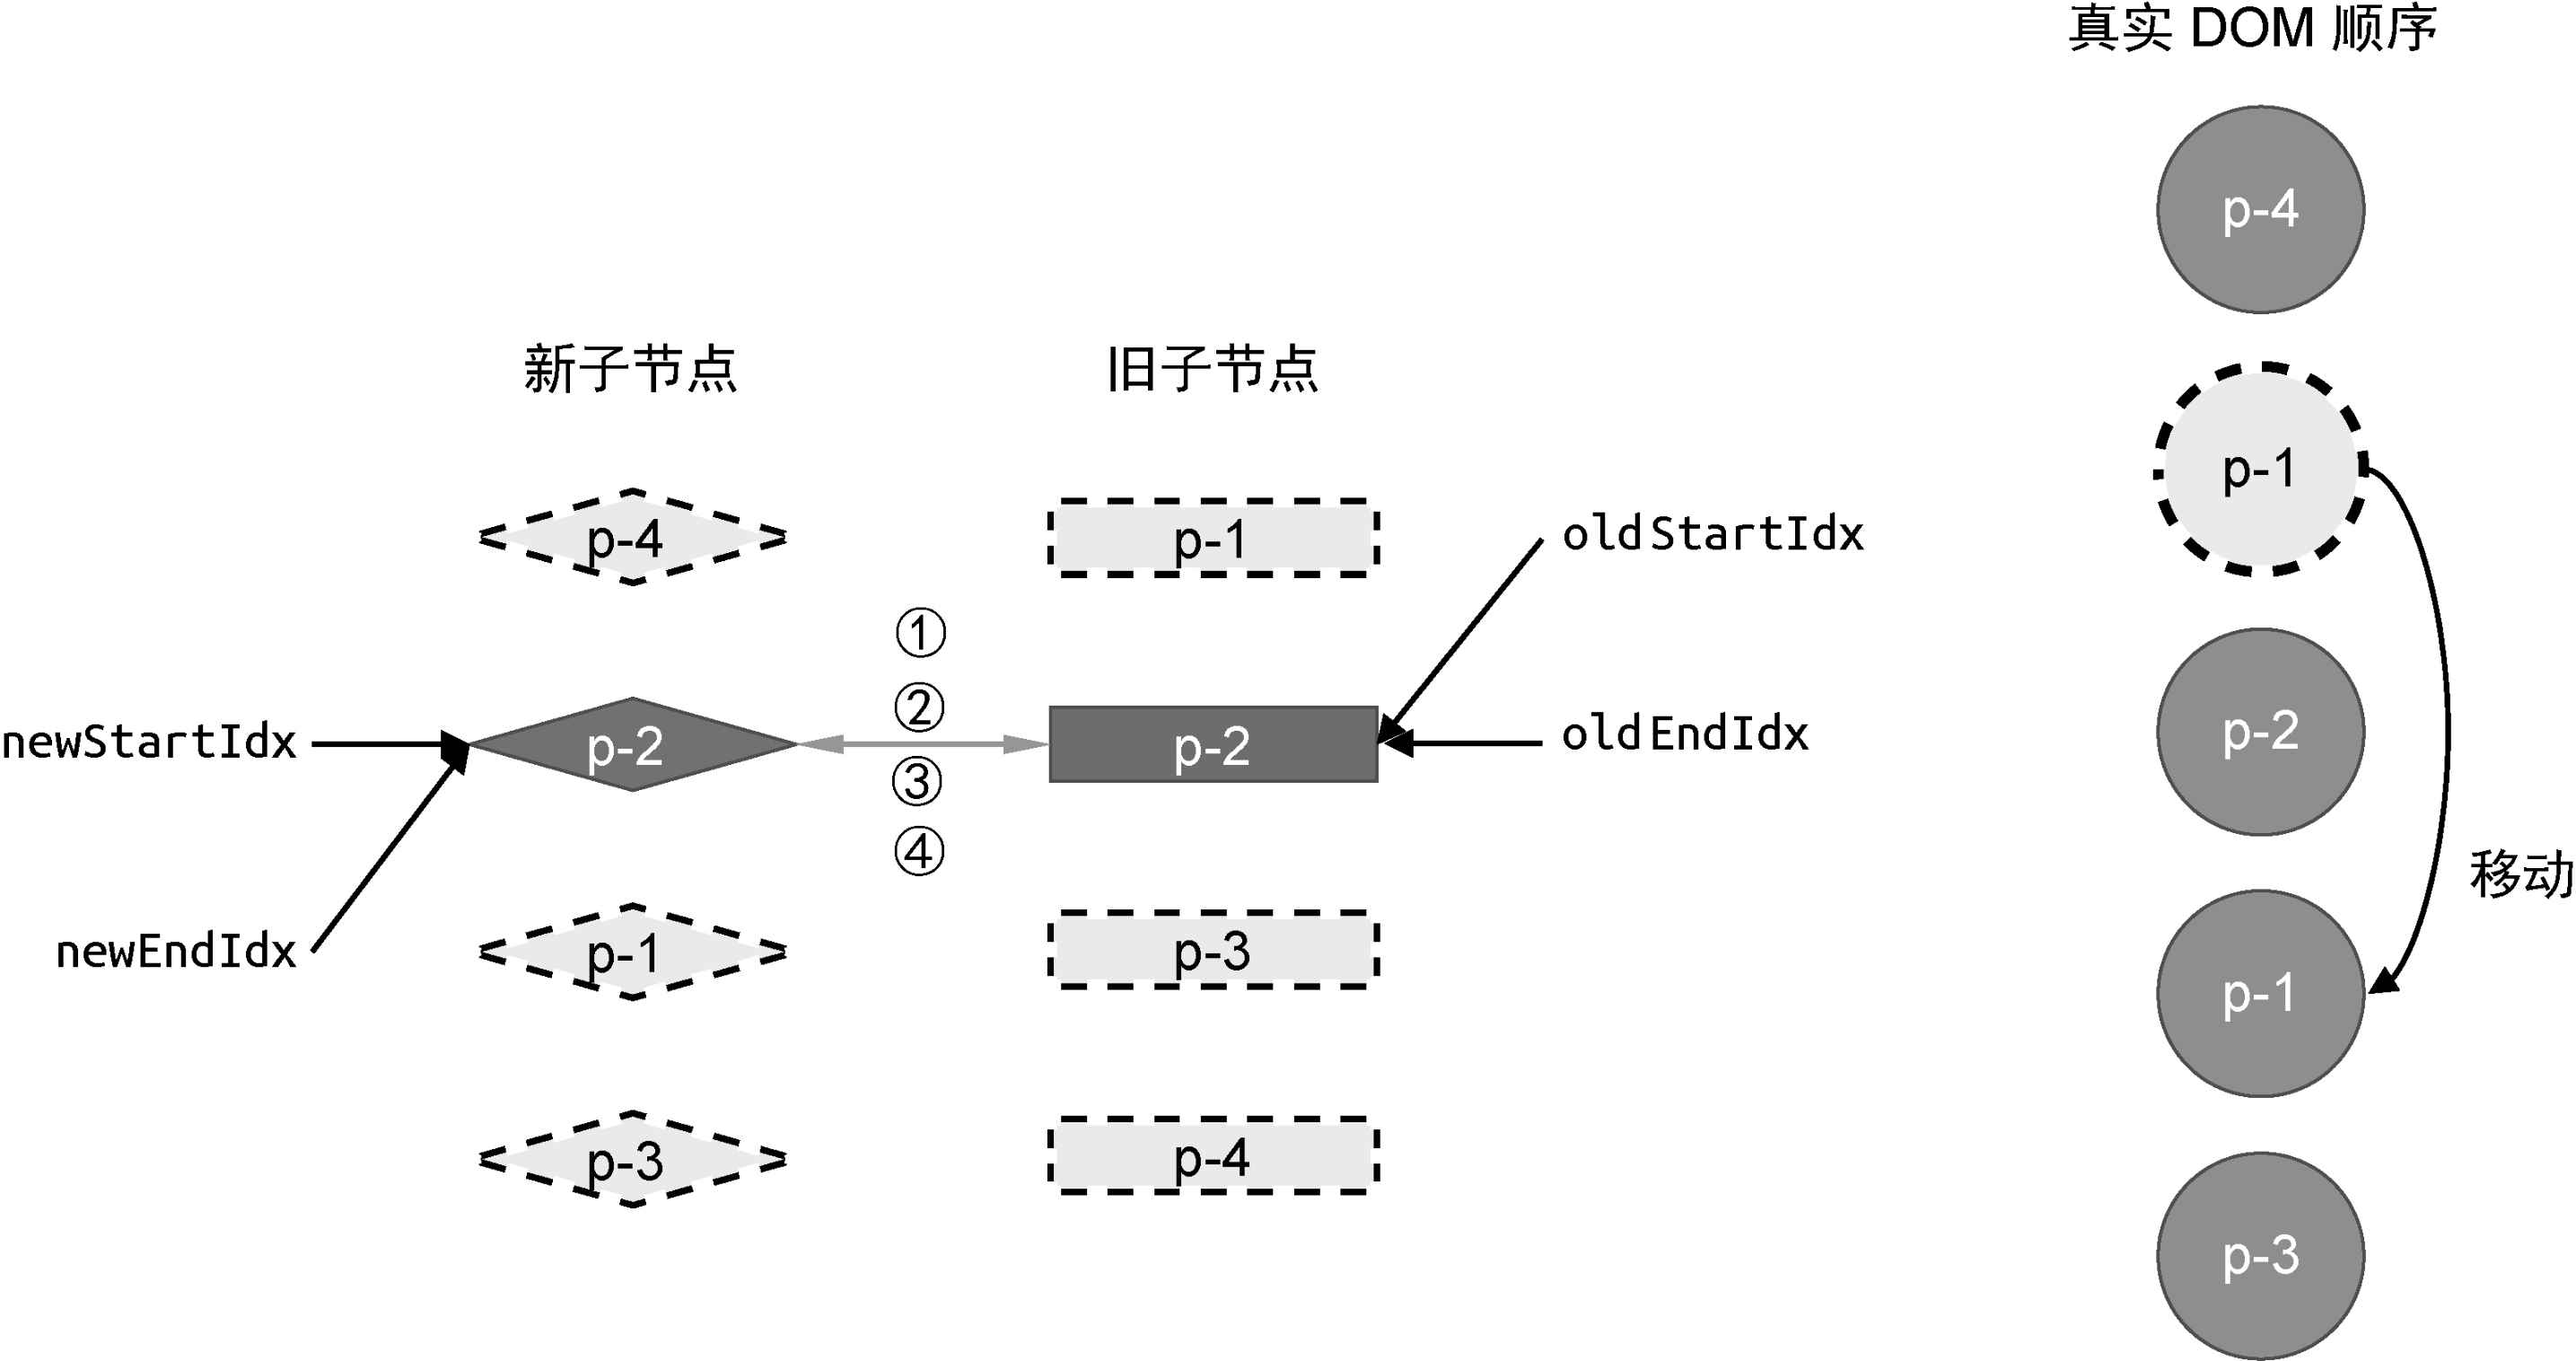 真实 DOM 顺序
p-4
新子节点
旧子节点
p-1
p-4
p-1
oldStartIdx
①
②
newStartIdx
p-2
p-2
oldEndIdx
p-2
③
④
移动
newEndIdx
p-1
p-3
p-1
p-3
p-4
p-3